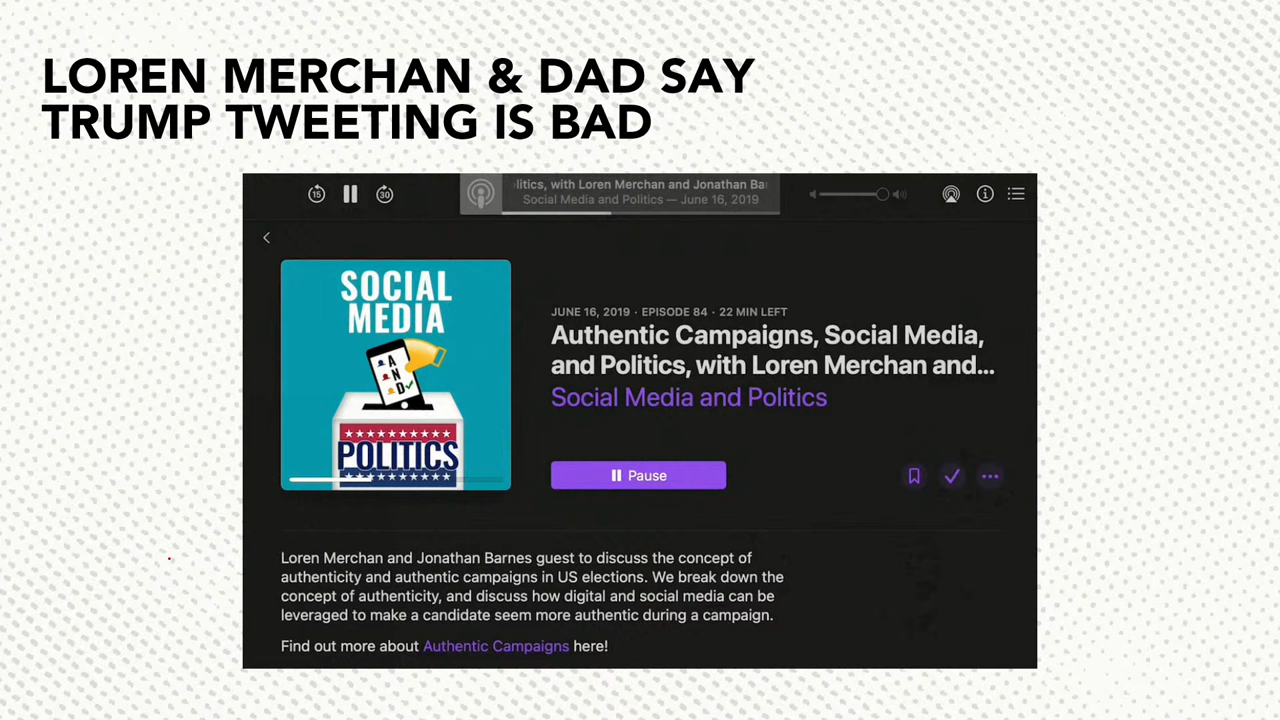 LOREN MERCHAN & DAD SAY
TRUMP TWEETING IS BAD
15
30
litics, with Loren Merchan and Jonathan Bar
Social Media and Politics — June 16, 2019
SOCIAL
MEDIA
AND
POLITICS
JUNE 16, 2019 · EPISODE 84 · 22 MIN LEFT
Authentic Campaigns, Social Media,
and Politics, with Loren Merchan and...
Social Media and Politics
Pause
Loren Merchan and Jonathan Barnes guest to discuss the concept of
authenticity and authentic campaigns in US elections. We break down the
concept of authenticity, and discuss how digital and social media can be
leveraged to make a candidate seem more authentic during a campaign.
Find out more about Authentic Campaigns here!